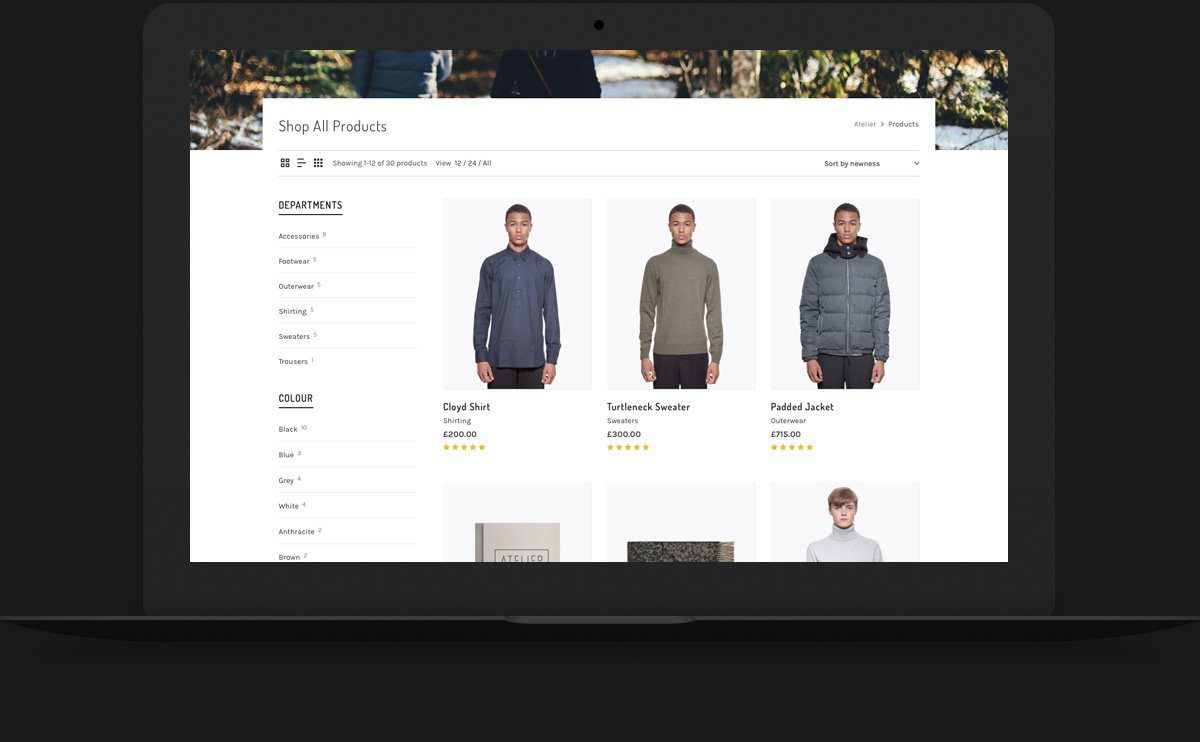 Shop All Products
Atelier > Products
Showing 1-12 of 30 products View 12 / 24 / All
Sort by newness
DEPARTMENTS
Accessories 9
Footwear 5
Outerwear 5
Shirting 5
Sweaters 5
Trousers 1
COLOUR
Black 10
Blue 3
Grey 4
White 4
Anthracite 2
Brown 2
Cloyd Shirt
Shirting
£200.00
Turtleneck Sweater
Sweaters
£300.00
Padded Jacket
Outerwear
£715.00
ATELIER